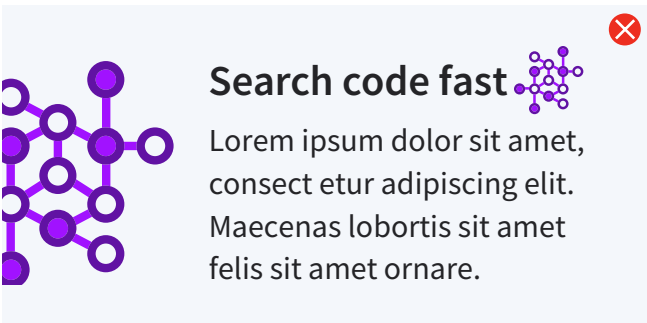 Search code fast
Lorem ipsum dolor sit amet,
consect etur adipiscing elit.
Maecenas lobortis sit amet
felis sit amet ornare.